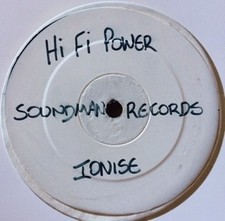 Hi Fi Power
SOUNDMAN RECORDS
IONISE